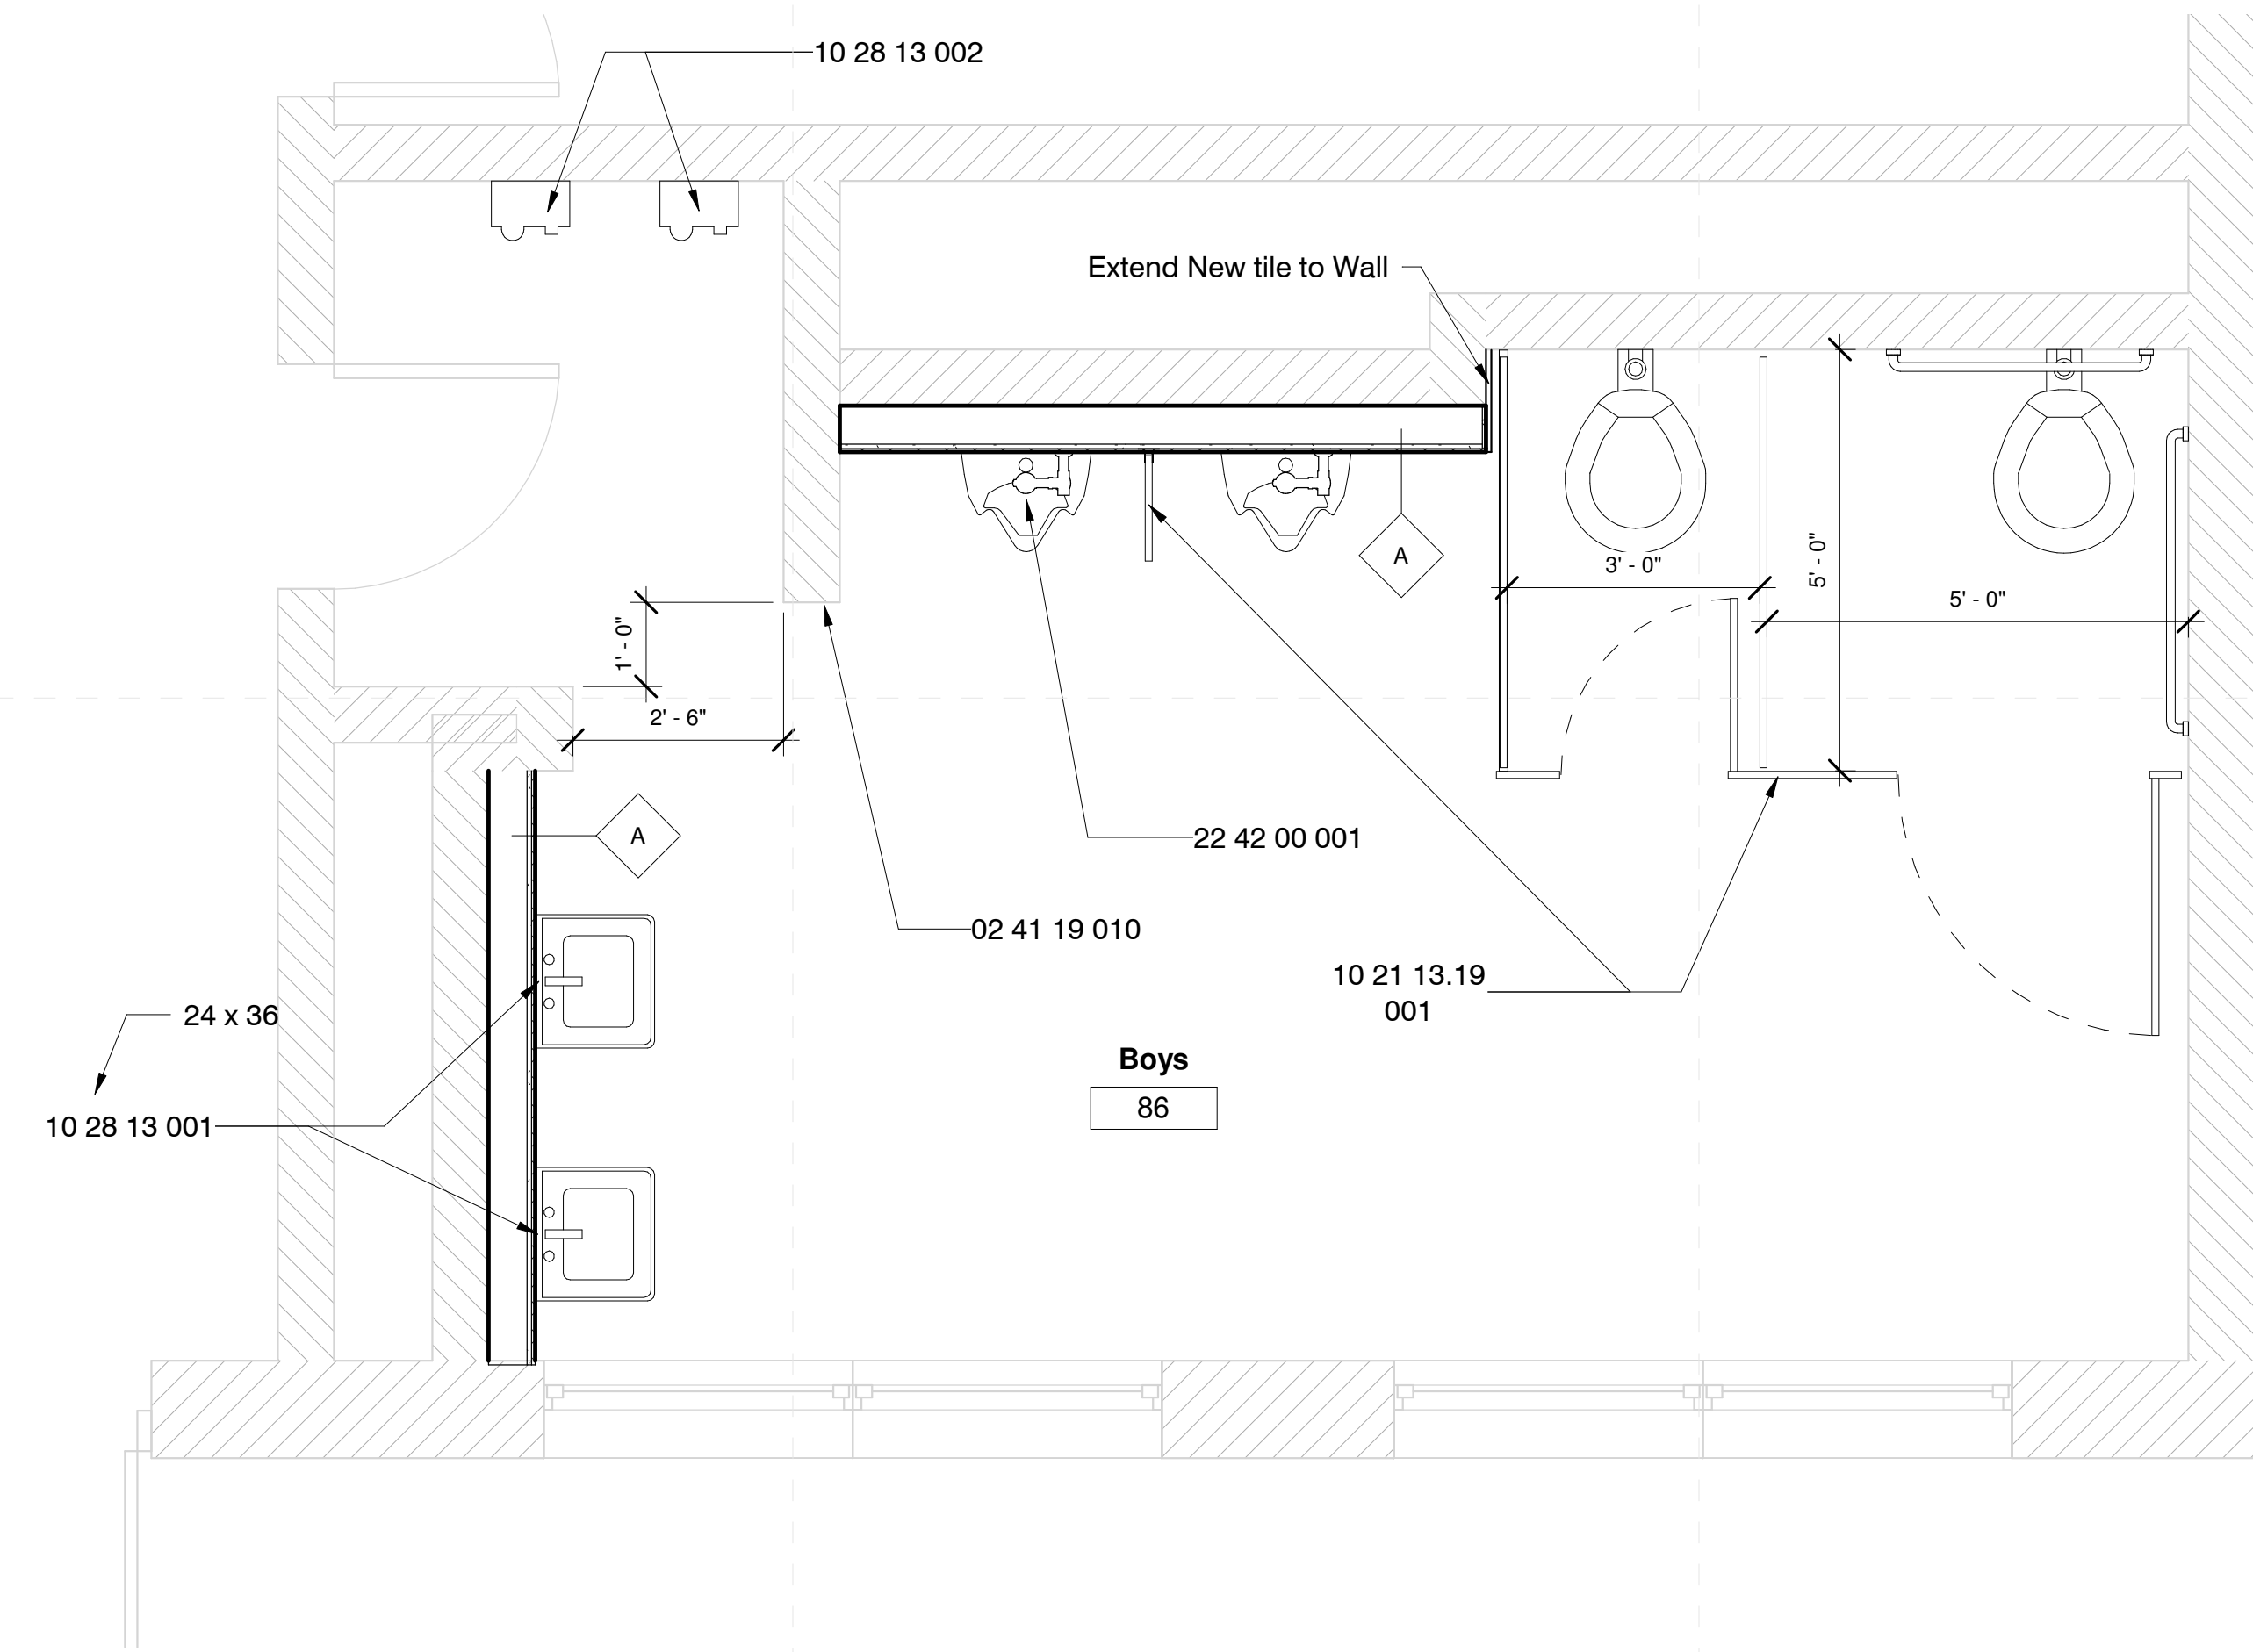 10 28 13 002
Extend New tile to Wall
A
3' - 0"
5' - 0"
5' - 0"
1' - 0"
2' - 6"
A
22 42 00 001
02 41 19 010
10 21 13.19
001
24 x 36
Boys
86
10 28 13 001